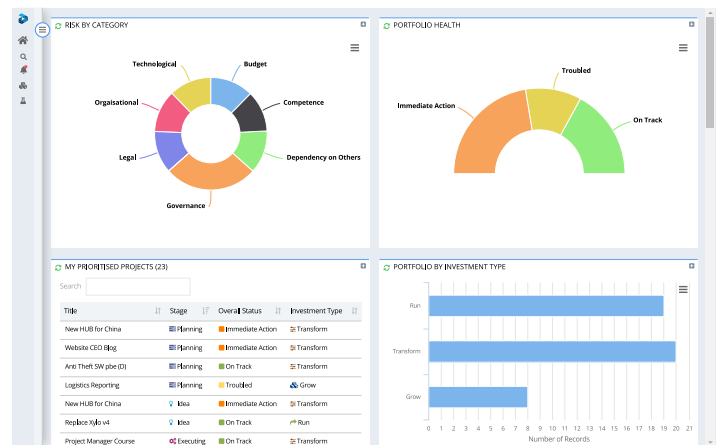 RISK BY CATEGORY
Technological
Budget
Orgaisational
Competence
Legal
Dependency on Others
Governance
PORTFOLIO HEALTH
Troubled
Immediate Action
On Track
MY PRIORITISED PROJECTS (23)
Search
Title Stage Overall Status Investment Type
New HUB for China Planning Immediate Action Transform
Website CEO Blog Planning Immediate Action Transform
Anti Theft SW pbe (D) Planning On Track Transform
Logistics Reporting Planning Troubled Grow
New HUB for China Idea Immediate Action Transform
Replace Xylo v4 Idea On Track Run
Project Manager Course Executing On Track Transform
PORTFOLIO BY INVESTMENT TYPE
Run
Transform
Grow
0 1 2 3 4 5 6 7 8 9 10 11 12 13 14 15 16 17 18 19 20 21
Number of Records